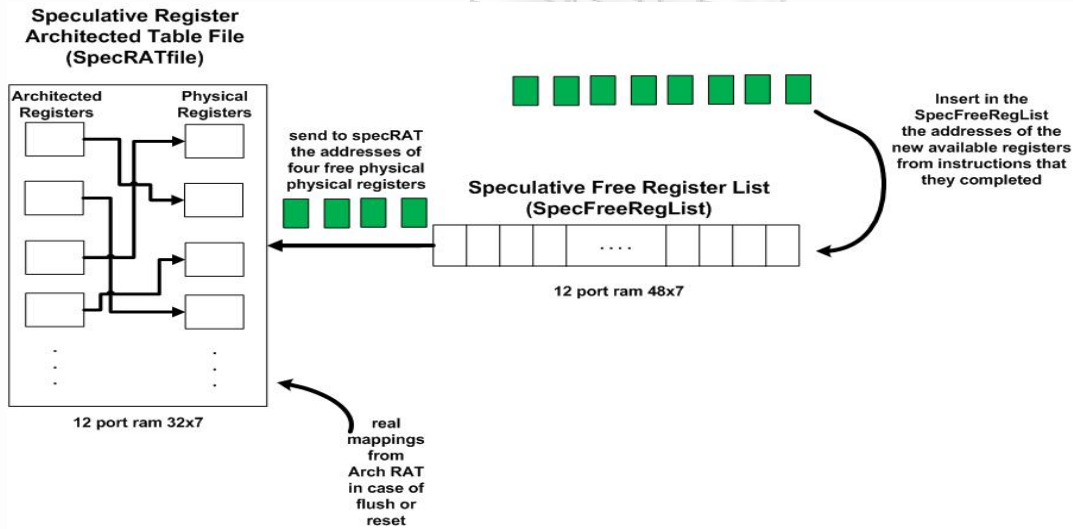 Speculative Register
Architected Table File
(SpecRATfile)
Architected
Registers
Physical
Registers
.
.
.
.
.
.
12 port ram 32x7
send to specRAT
the addresses of
four free physical
physical registers
Speculative Free Register List
(SpecFreeRegList)
. . . .
12 port ram 48x7
Insert in the
SpecFreeRegList
the addresses of the
new available registers
from instructions that
they completed
real
mappings
from
Arch RAT
in case of
flush or
reset